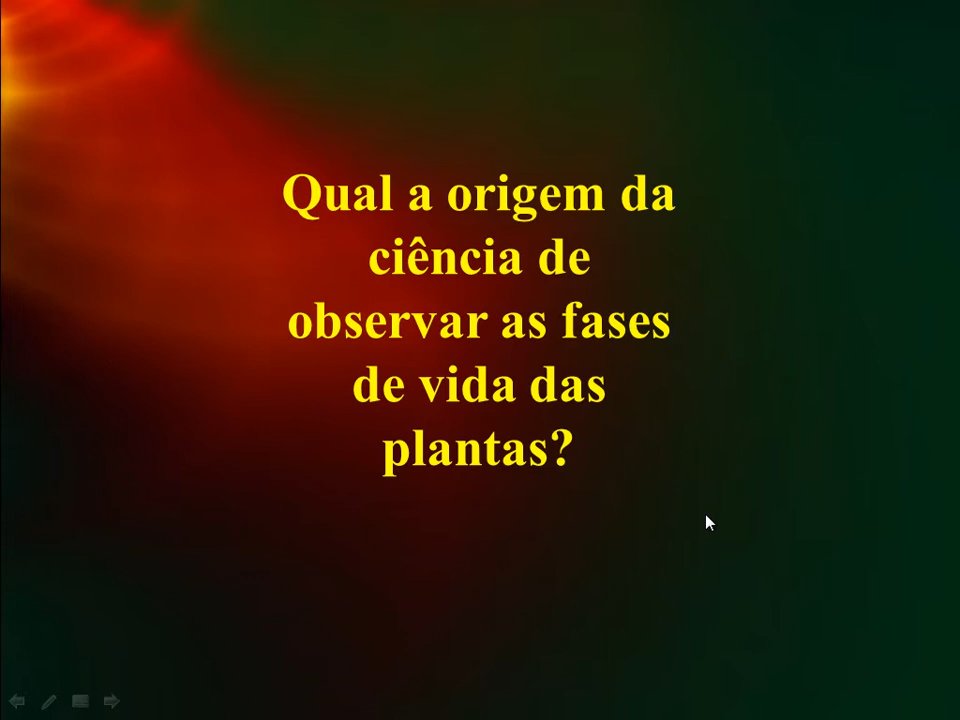 Qual a origem da
ciência de
observar as fases
de vida das
plantas?